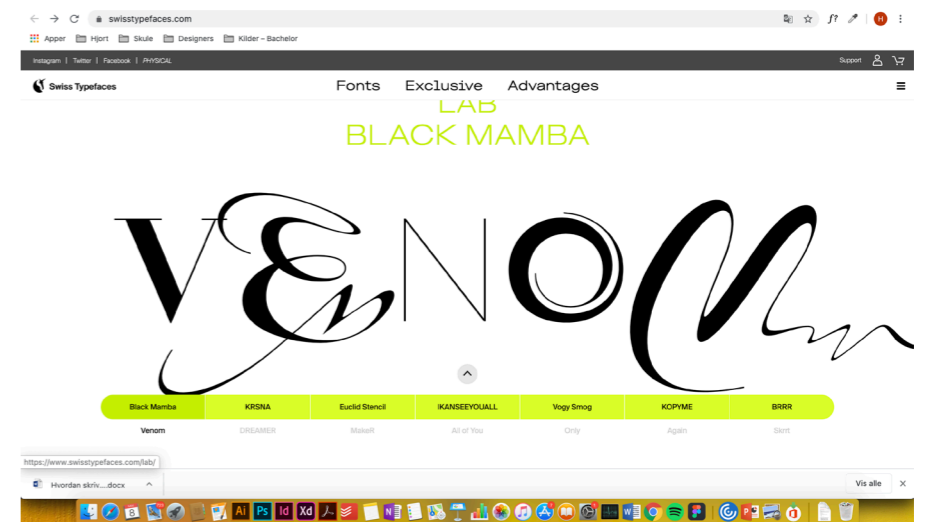 swisstypefaces.com
Apper Hjort Skule Designers Kilder – Bachelor
Instagram | Twitter | Facebook | PHYSICAL Support
Swiss Typefaces Fonts Exclusive Advantages
LAB
BLACK MAMBA
VENOM
Black Mamba KRSNA Euclid Stencil IKANSEEYOUALL Vogy Smog KOPYME BRRR
Venom DREAMER MakeR All of You Only Again Skrrt
https://www.swisstypefaces.com/lab/
Hvordan skriv....docx Vis alle